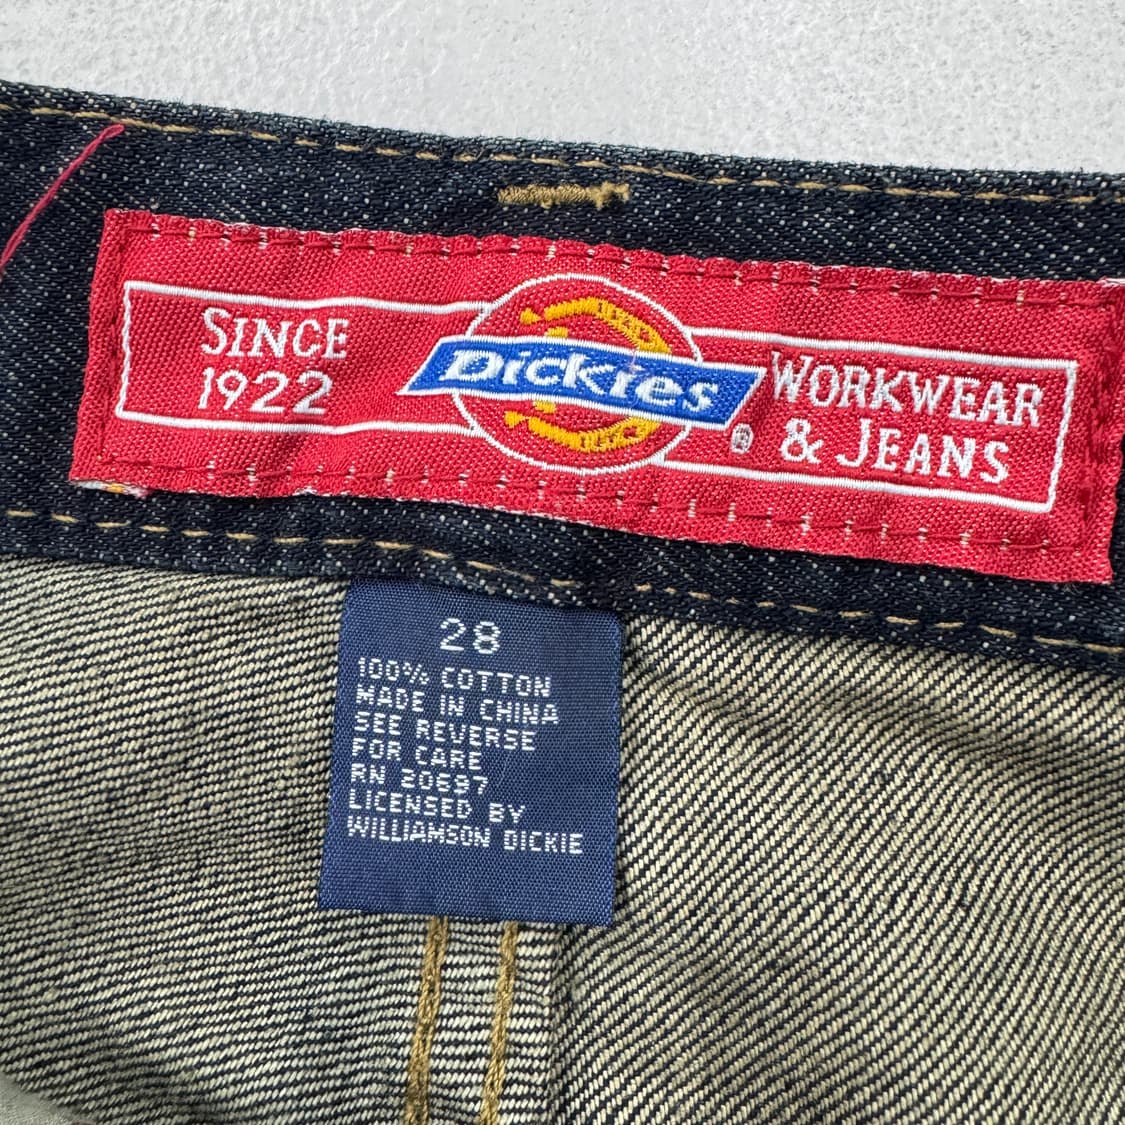 SINCE
1922
Dickies
®
WORKWEAR
& JEANS
28
100% COTTON
MADE IN CHINA
SEE REVERSE
FOR CARE
RN 20697
LICENSED BY
WILLIAMSON DICKIE